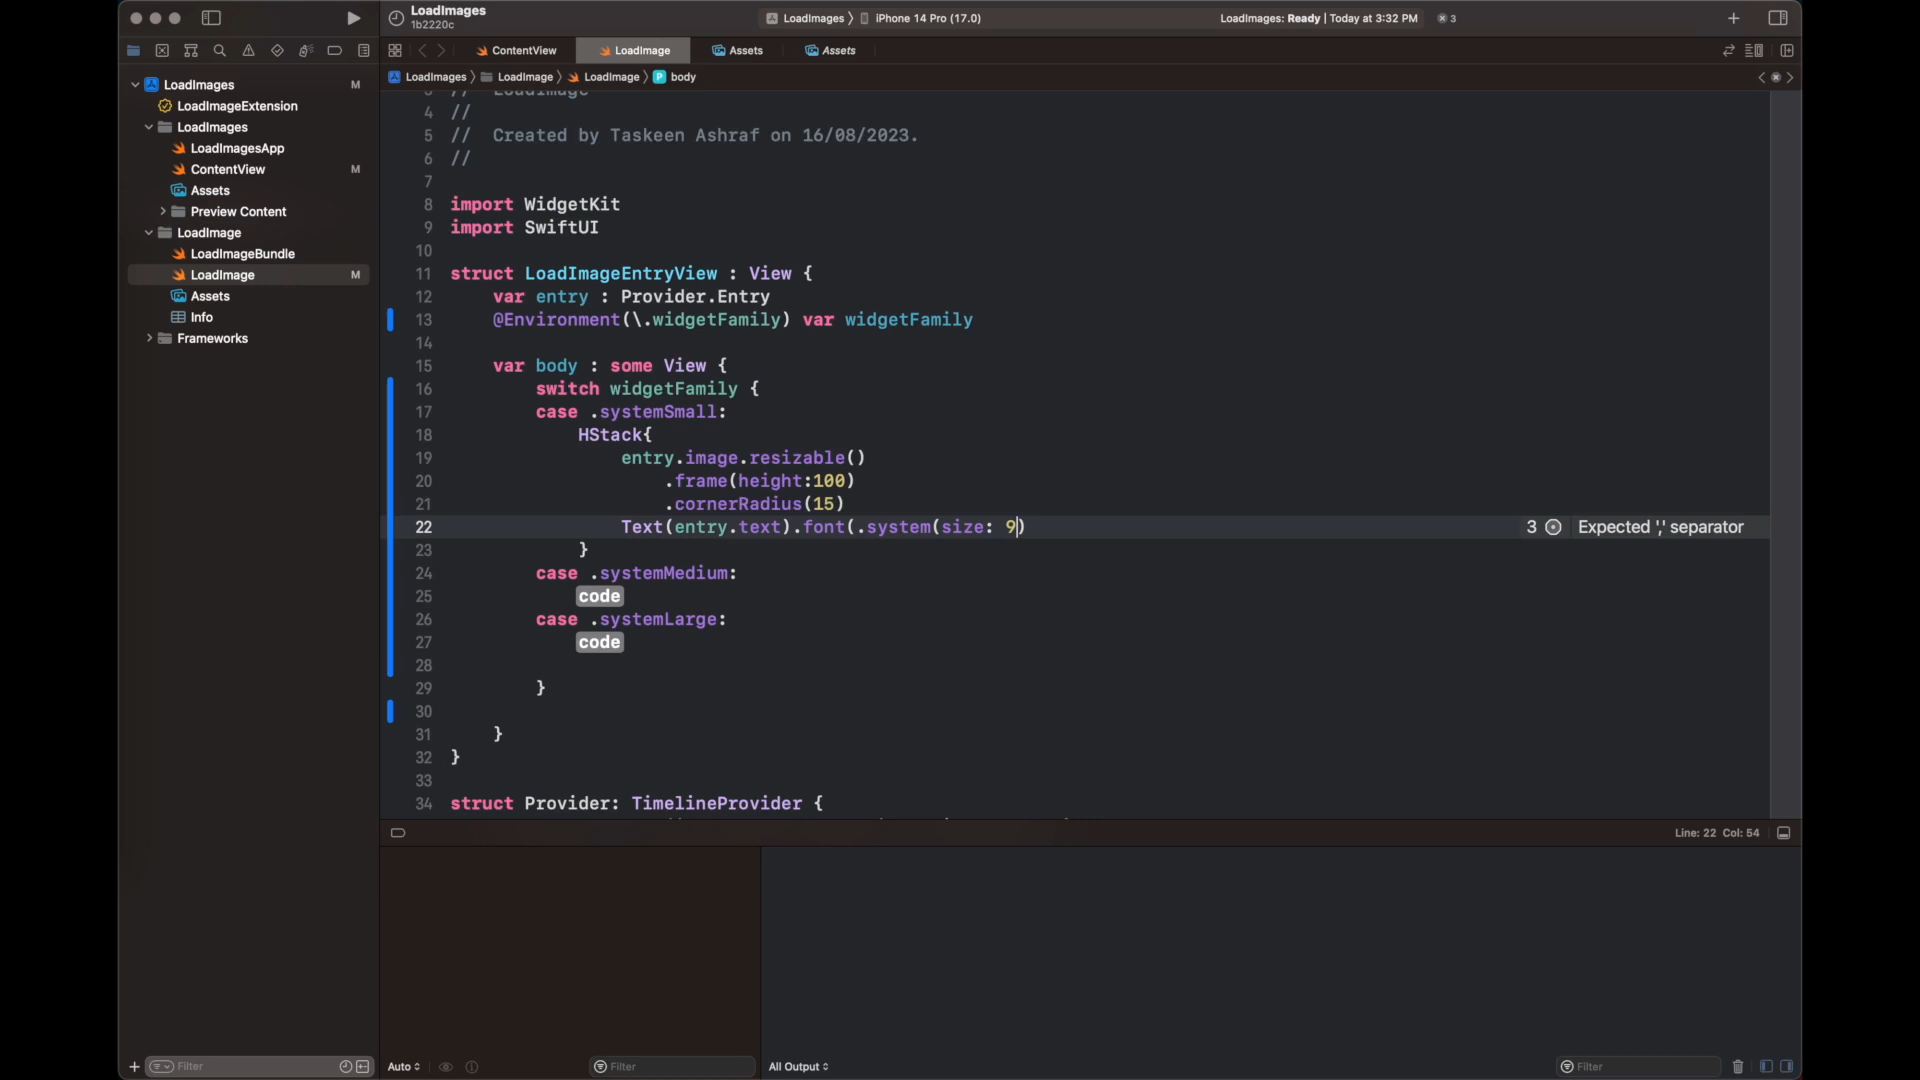 LoadImages
1b2220c
LoadImages 〉 iPhone 14 Pro (17.0)
LoadImages: Ready | Today at 3:32 PM
3
ContentView
LoadImage
Assets
Assets
LoadImages 〉 LoadImage 〉 LoadImage 〉 P body
LoadImages M
LoadImageExtension
LoadImages
LoadImagesApp
ContentView M
Assets
Preview Content
LoadImage
LoadImageBundle
LoadImage M
Assets
Info
Frameworks
3 // LoadImage
4 //
5 // Created by Taskeen Ashraf on 16/08/2023.
6 //
7
8 import WidgetKit
9 import SwiftUI
10
11 struct LoadImageEntryView : View {
12 var entry : Provider.Entry
13 @Environment(\.widgetFamily) var widgetFamily
14
15 var body : some View {
16 switch widgetFamily {
17 case .systemSmall:
18 HStack{
19 entry.image.resizable()
20 .frame(height:100)
21 .cornerRadius(15)
22 Text(entry.text).font(.system(size: 9)
3 Expected ',' separator
23 }
24 case .systemMedium:
25 code
26 case .systemLarge:
27 code
28
29 }
30
31 }
32 }
33
34 struct Provider: TimelineProvider {
Line: 22 Col: 54
Filter
Auto
Filter
All Output
Filter